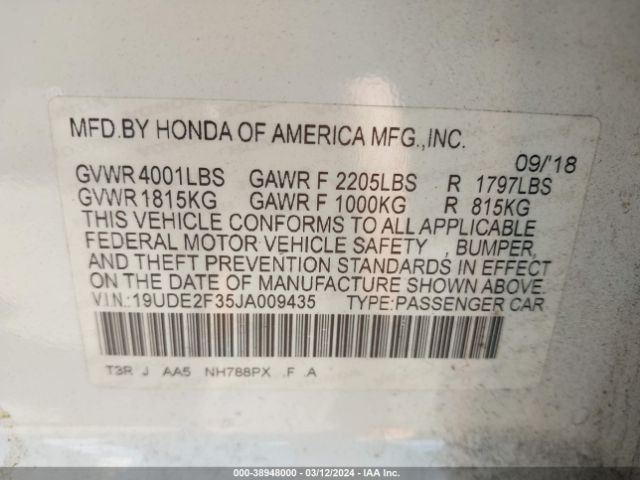 MFD.BY HONDA OF AMERICA MFG.,INC.
09/'18
GVWR 4001LBS GAWR F 2205LBS R 1797LBS
GVWR 1815KG GAWR F 1000KG R 815KG
THIS VEHICLE CONFORMS TO ALL APPLICABLE
FEDERAL MOTOR VEHICLE SAFETY , BUMPER,
AND THEFT PREVENTION STANDARDS IN EFFECT
ON THE DATE OF MANUFACTURE SHOWN ABOVE.
VIN:19UDE2F35JA009435 TYPE:PASSENGER CAR
T3R J AA5 NH788PX .F .A
000-38948000 — 03/12/2024 — IAA Inc.